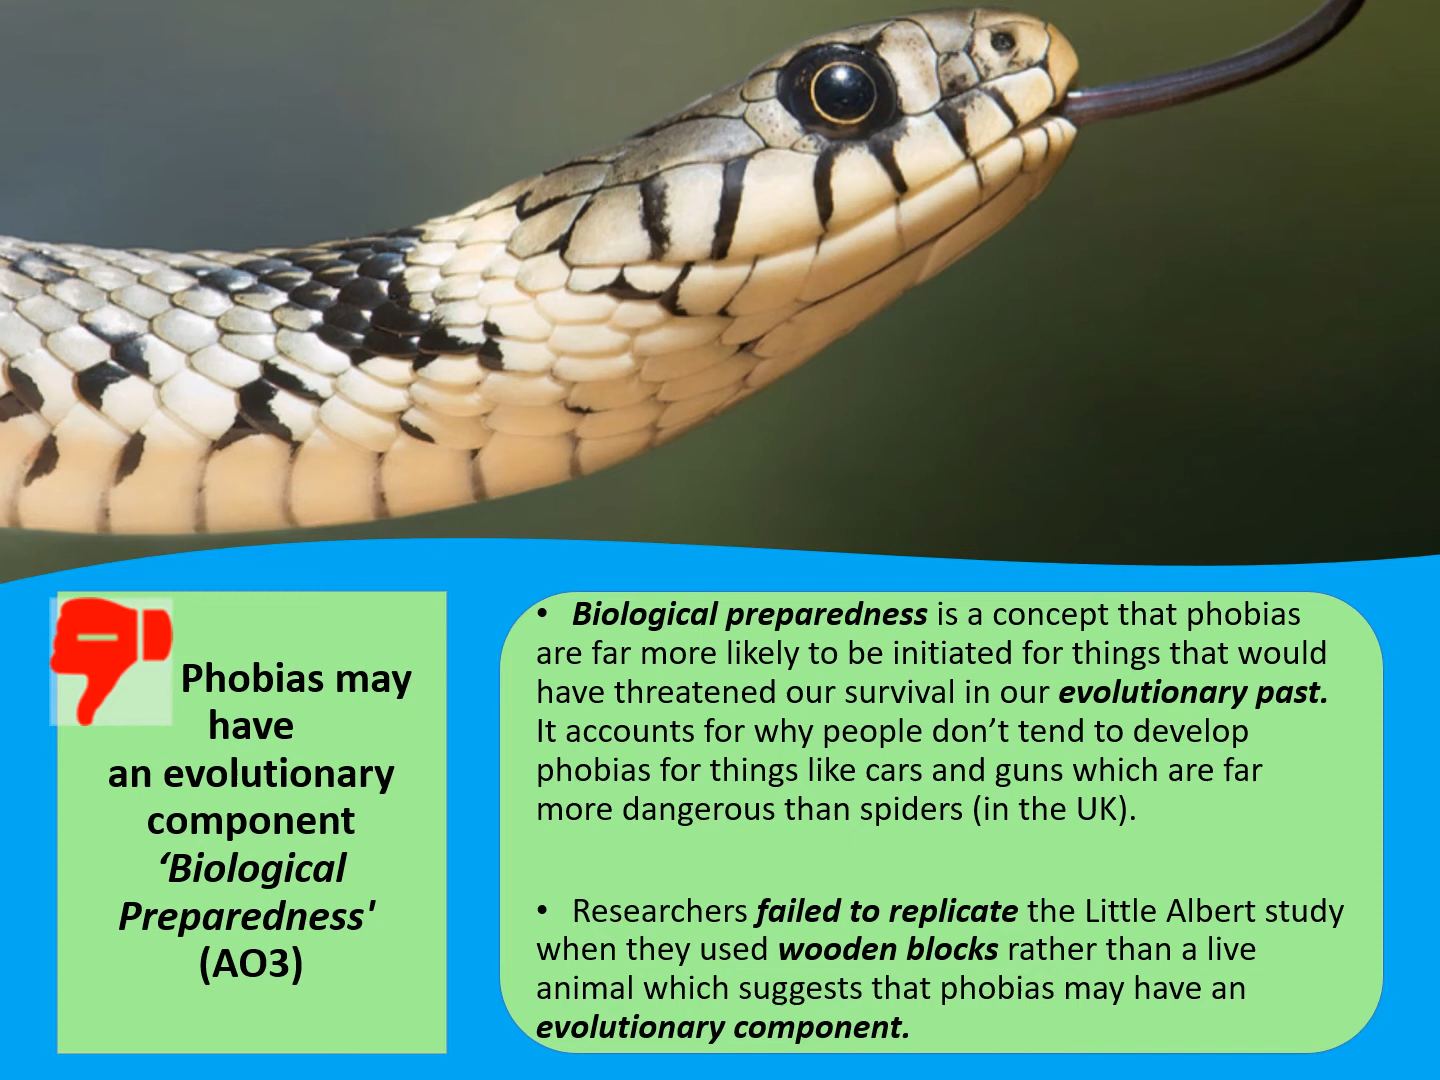 Phobias may
have
an evolutionary
component
‘Biological
Preparedness'
(AO3)
• Biological preparedness is a concept that phobias
are far more likely to be initiated for things that would
have threatened our survival in our evolutionary past.
It accounts for why people don’t tend to develop
phobias for things like cars and guns which are far
more dangerous than spiders (in the UK).
• Researchers failed to replicate the Little Albert study
when they used wooden blocks rather than a live
animal which suggests that phobias may have an
evolutionary component.